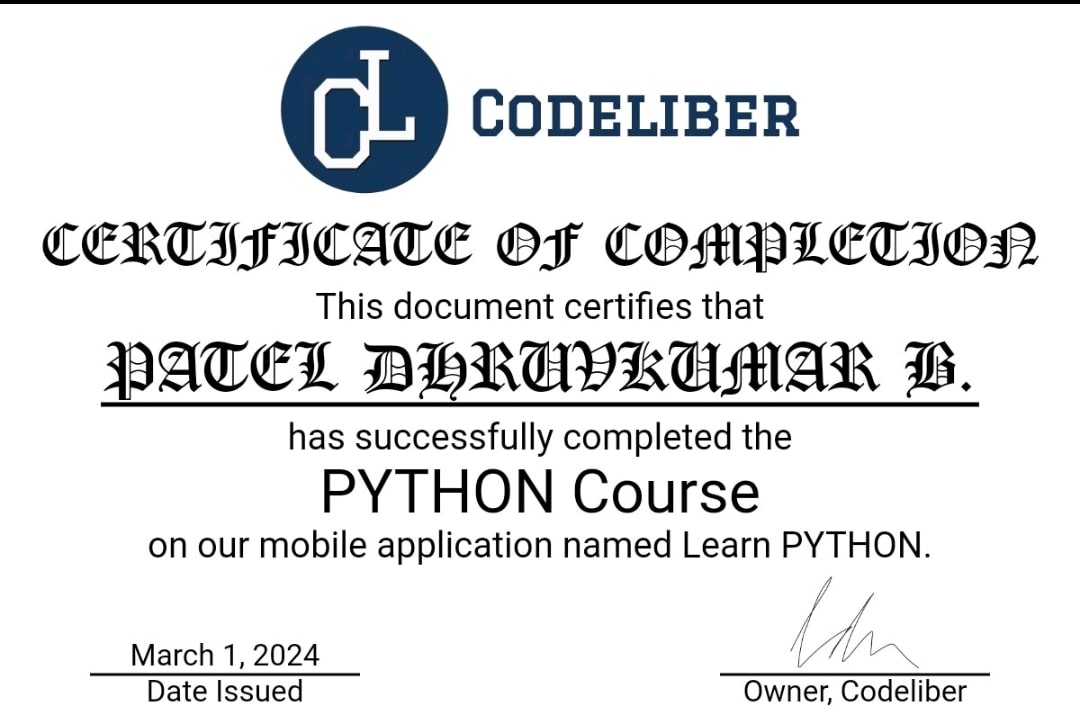 CL CODELIBER
CERTIFICATE OF COMPLETION
This document certifies that
PATEL DHRUVKUMAR B.
has successfully completed the
PYTHON Course
on our mobile application named Learn PYTHON.
March 1, 2024
Date Issued
Owner, Codeliber